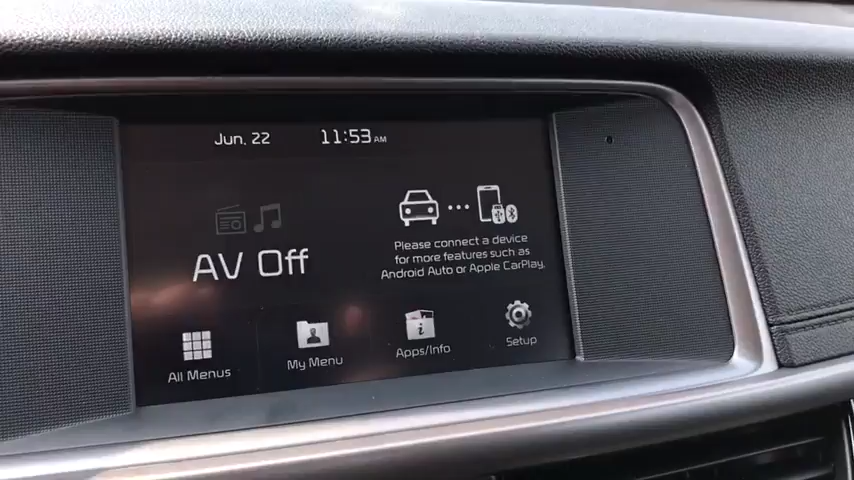 Jun. 22 11:53 AM
AV Off
Please connect a device
for more features such as
Android Auto or Apple CarPlay.
All Menus
My Menu
Apps/Info
Setup